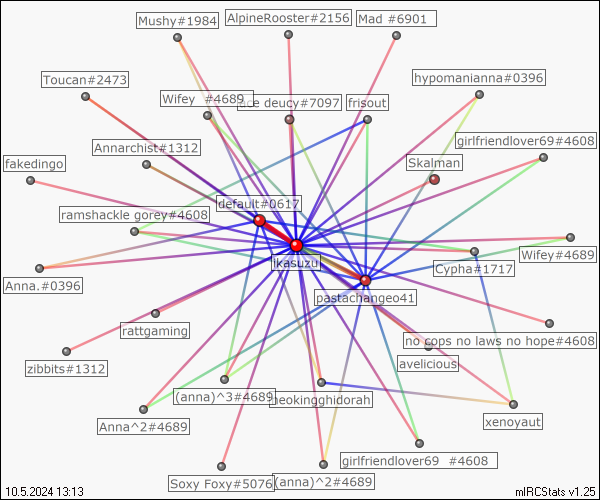 Mushy#1984
AlpineRooster#2156
Mad #6901
Toucan#2473
hypomanianna#0396
Wifey #4689
ace deucy#7097
frisout
Annarchist#1312
girlfriendlover69#4608
fakedingo
Skalman
default#0617
ramshackle gorey#4608
ikasuzu
Wifey#4689
Cypha#1717
Anna.#0396
pastachangeo41
rattgaming
no cops no laws no hope#4608
zibbits#1312
avelicious
(anna)^3#4689
neokingghidorah
Anna^2#4689
xenoyaut
girlfriendlover69 #4608
Soxy Foxy#5076
(anna)^2#4689
10.5.2024 13:13
mIRCStats v1.25